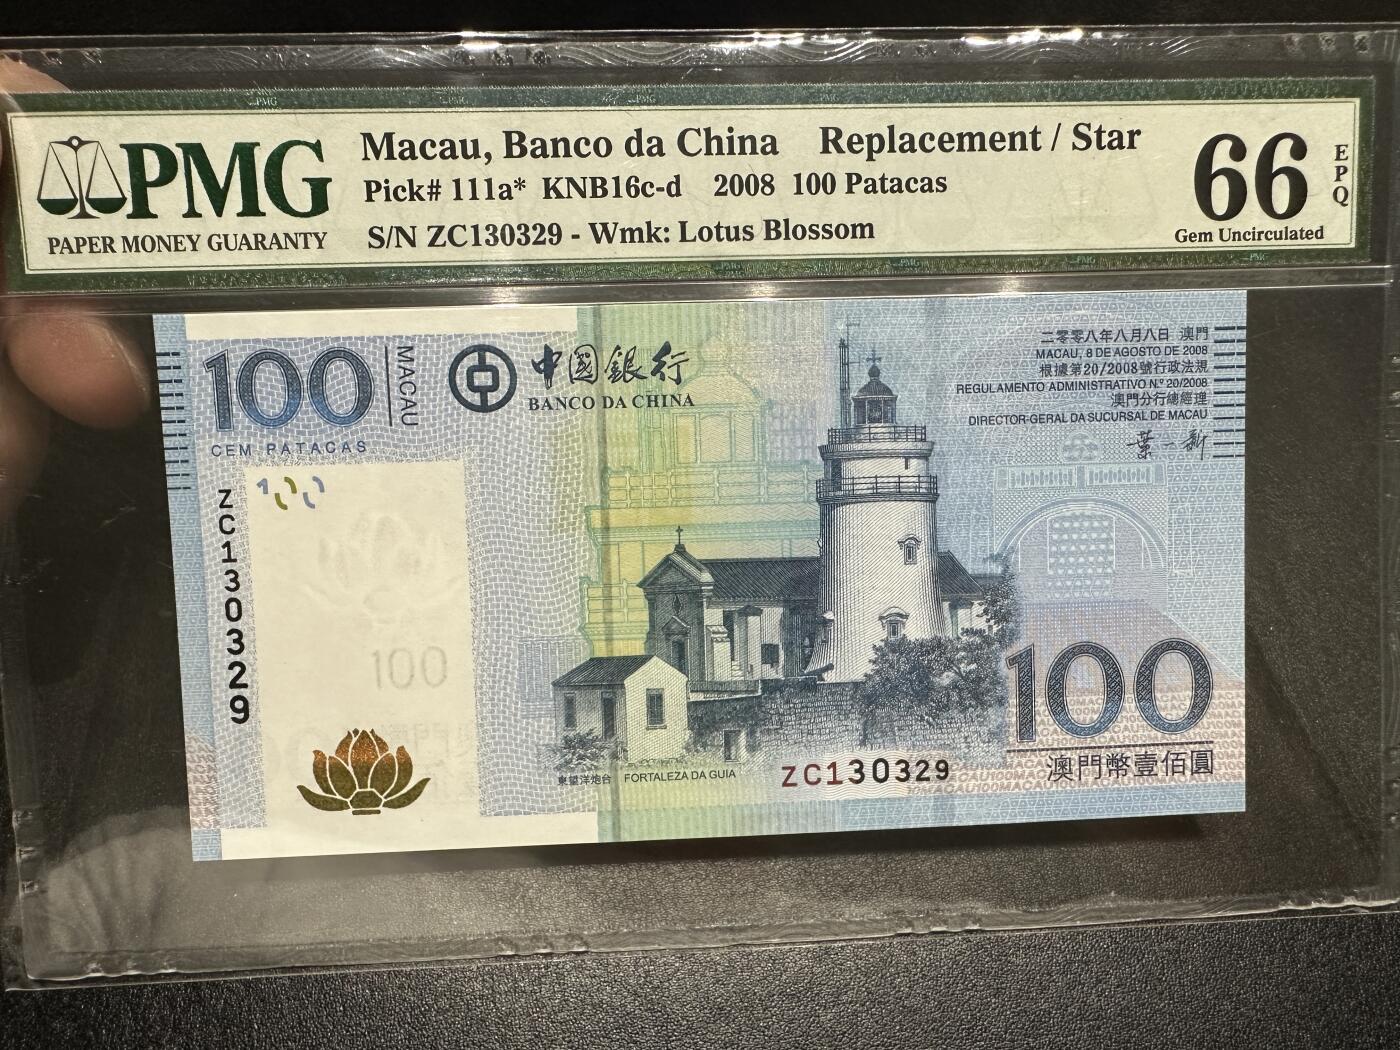 PMG
PAPER MONEY GUARANTY
Macau, Banco da China Replacement / Star
Pick# 111a* KNB16c-d 2008 100 Patacas
S/N ZC130329 - Wmk: Lotus Blossom
66
EPQ
Gem Uncirculated
100
MACAU
CEM PATACAS
中國銀行
BANCO DA CHINA
二零零八年八月八日 澳門
MACAU, 8 DE AGOSTO DE 2008
根據第20/2008號行政法規
REGULAMENTO ADMINISTRATIVO N.º 20/2008
澳門分行總經理
DIRECTOR-GERAL DA SUCURSAL DE MACAU
葉一新
ZC130329
100
100
東望洋炮台 FORTALEZA DA GUIA
ZC130329
100
澳門幣壹佰圓